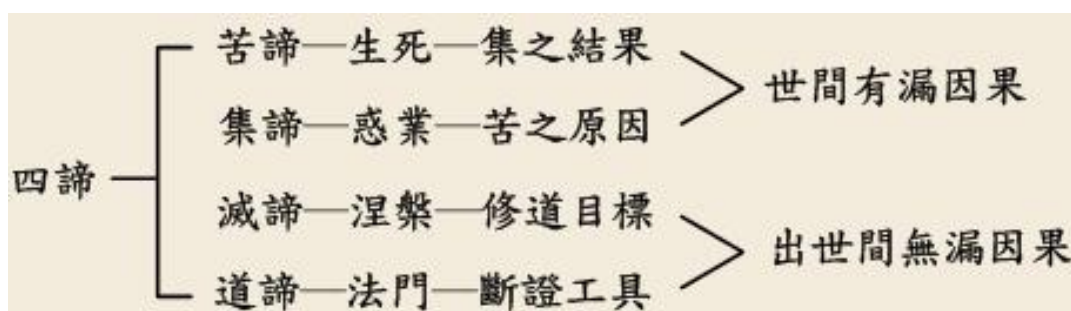 苦諦—生死—集之結果
世間有漏因果
集諦—惑業—苦之原因
四諦
滅諦—涅槃—修道目標
出世間無漏因果
道諦—法門—斷證工具